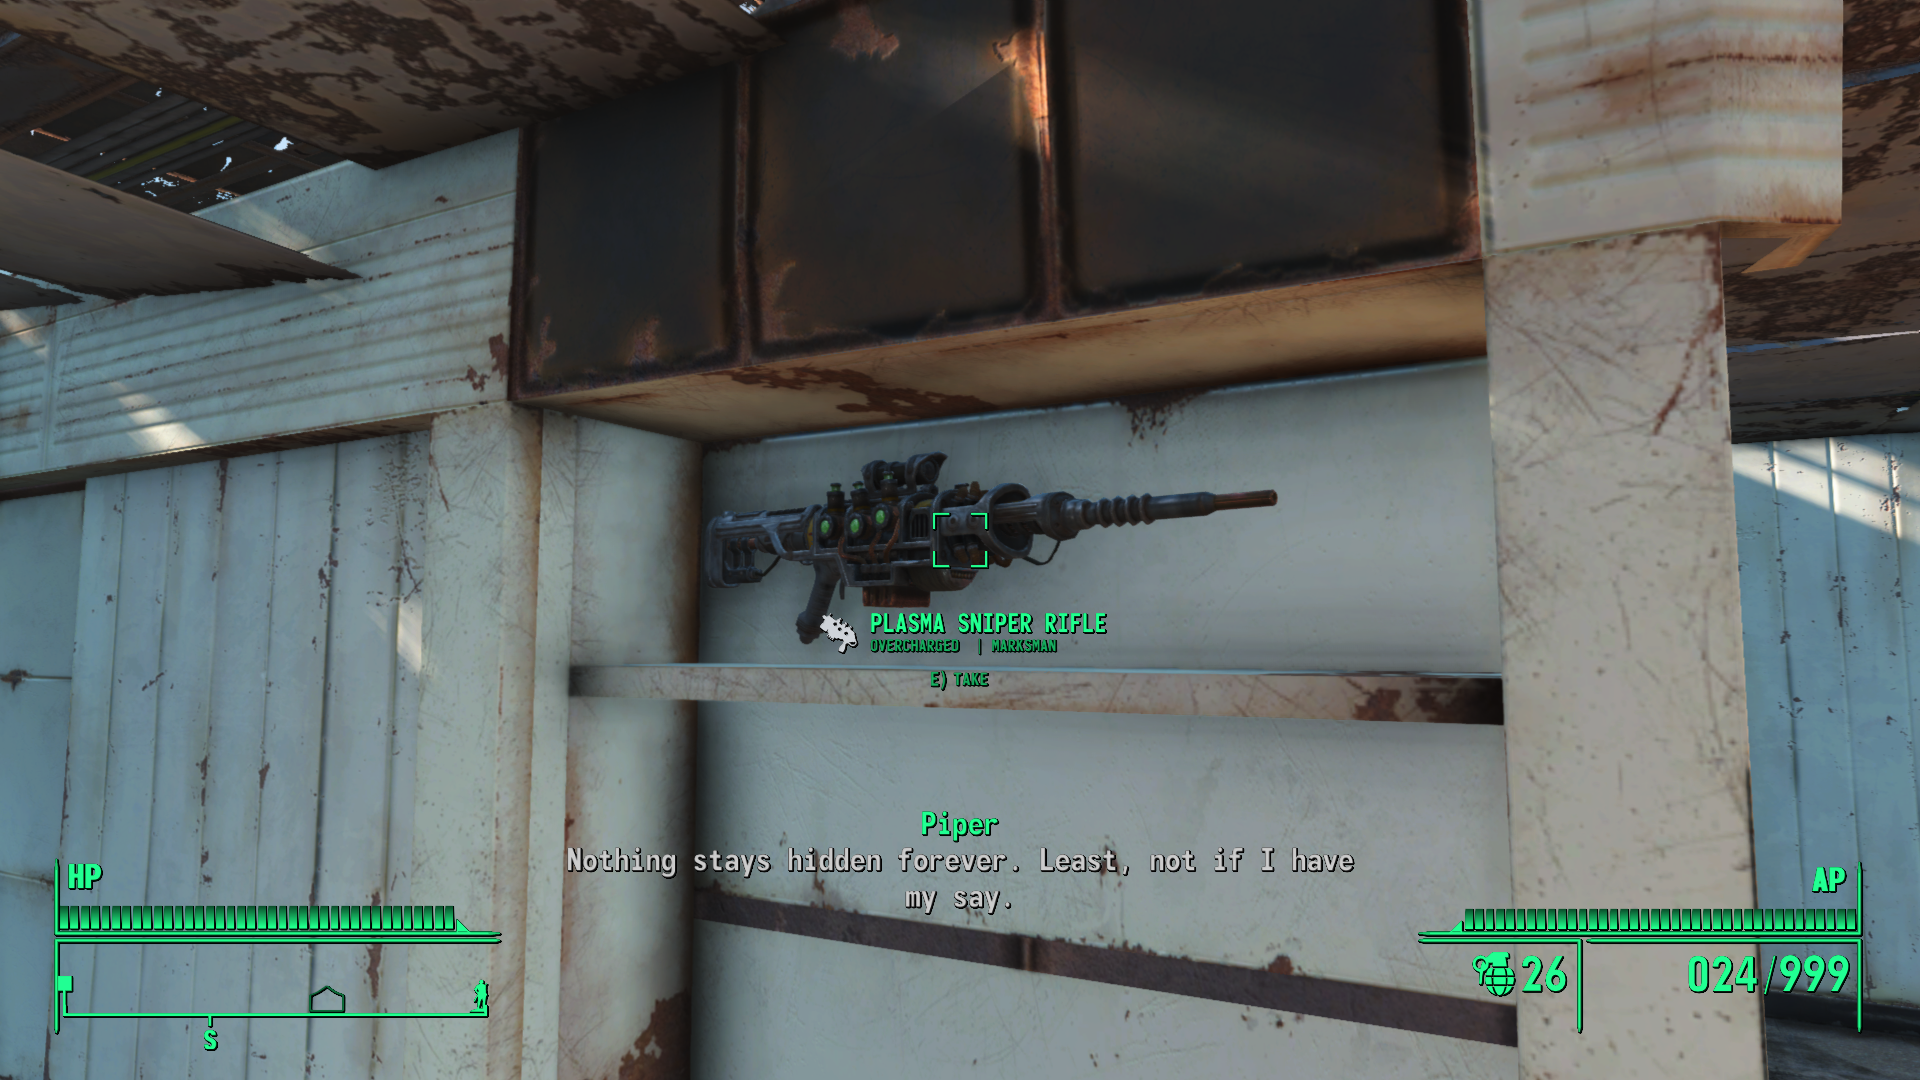 PLASMA SNIPER RIFLE
OVERCHARGED | MARKSMAN
E) TAKE
Piper
Nothing stays hidden forever. Least, not if I have
my say.
HP
AP
26
024/999
S